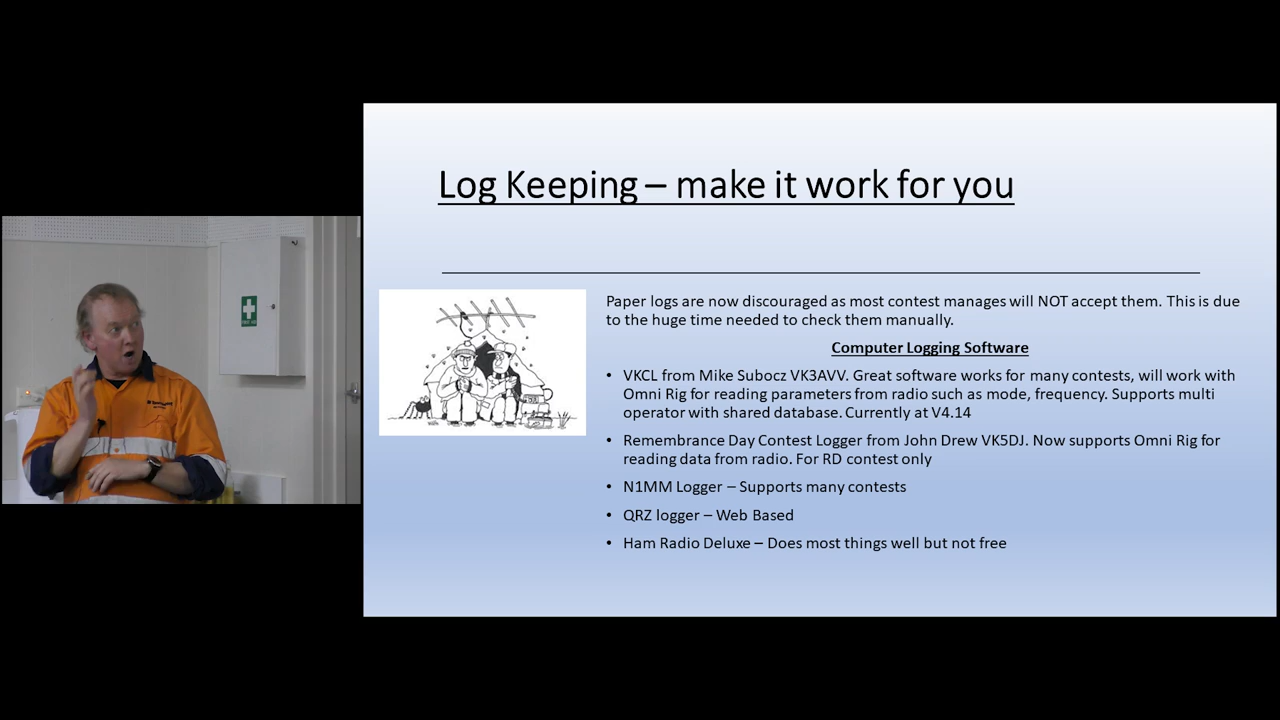 Log Keeping – make it work for you
Paper logs are now discouraged as most contest manages will NOT accept them. This is due
to the huge time needed to check them manually.
Computer Logging Software
• VKCL from Mike Subocz VK3AVV. Great software works for many contests, will work with
Omni Rig for reading parameters from radio such as mode, frequency. Supports multi
operator with shared database. Currently at V4.14
• Remembrance Day Contest Logger from John Drew VK5DJ. Now supports Omni Rig for
reading data from radio. For RD contest only
• N1MM Logger – Supports many contests
• QRZ logger – Web Based
• Ham Radio Deluxe – Does most things well but not free